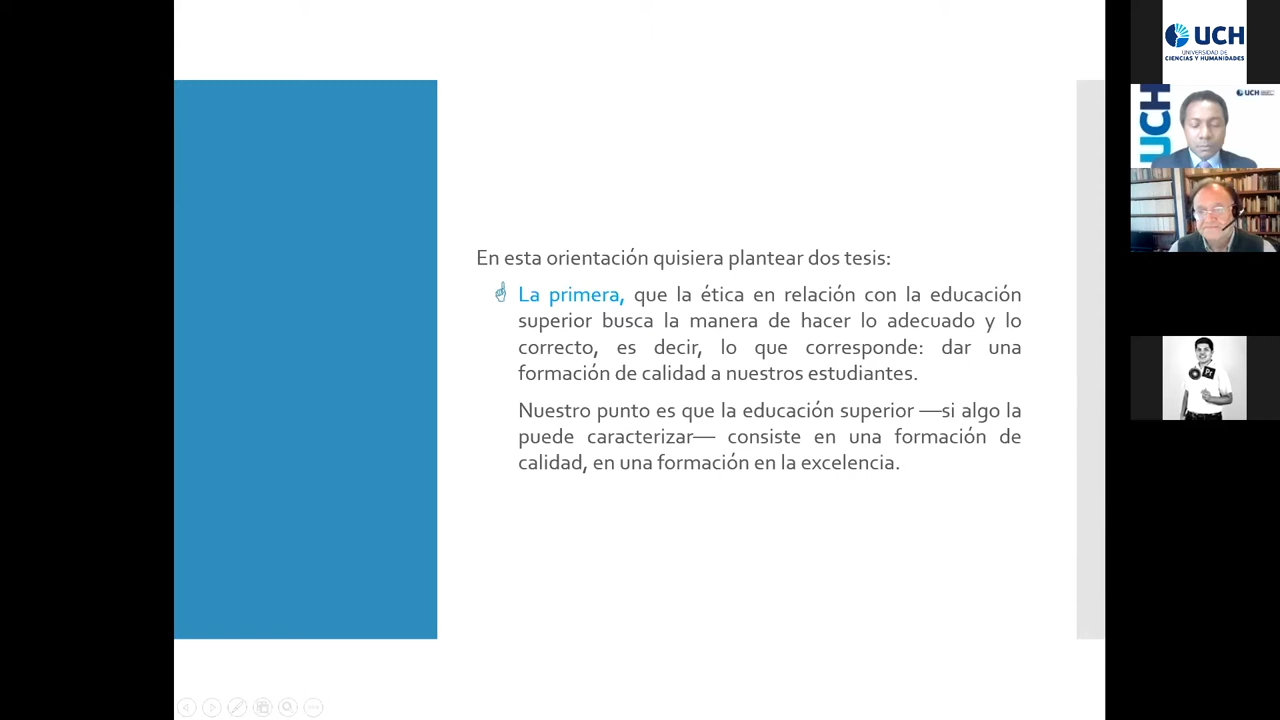 En esta orientación quisiera plantear dos tesis:
La primera, que la ética en relación con la educación
superior busca la manera de hacer lo adecuado y lo
correcto, es decir, lo que corresponde: dar una
formación de calidad a nuestros estudiantes.
Nuestro punto es que la educación superior —si algo la
puede caracterizar— consiste en una formación de
calidad, en una formación en la excelencia.
UCH
UNIVERSIDAD DE
CIENCIAS Y HUMANIDADES
UCH
UCH
Pr